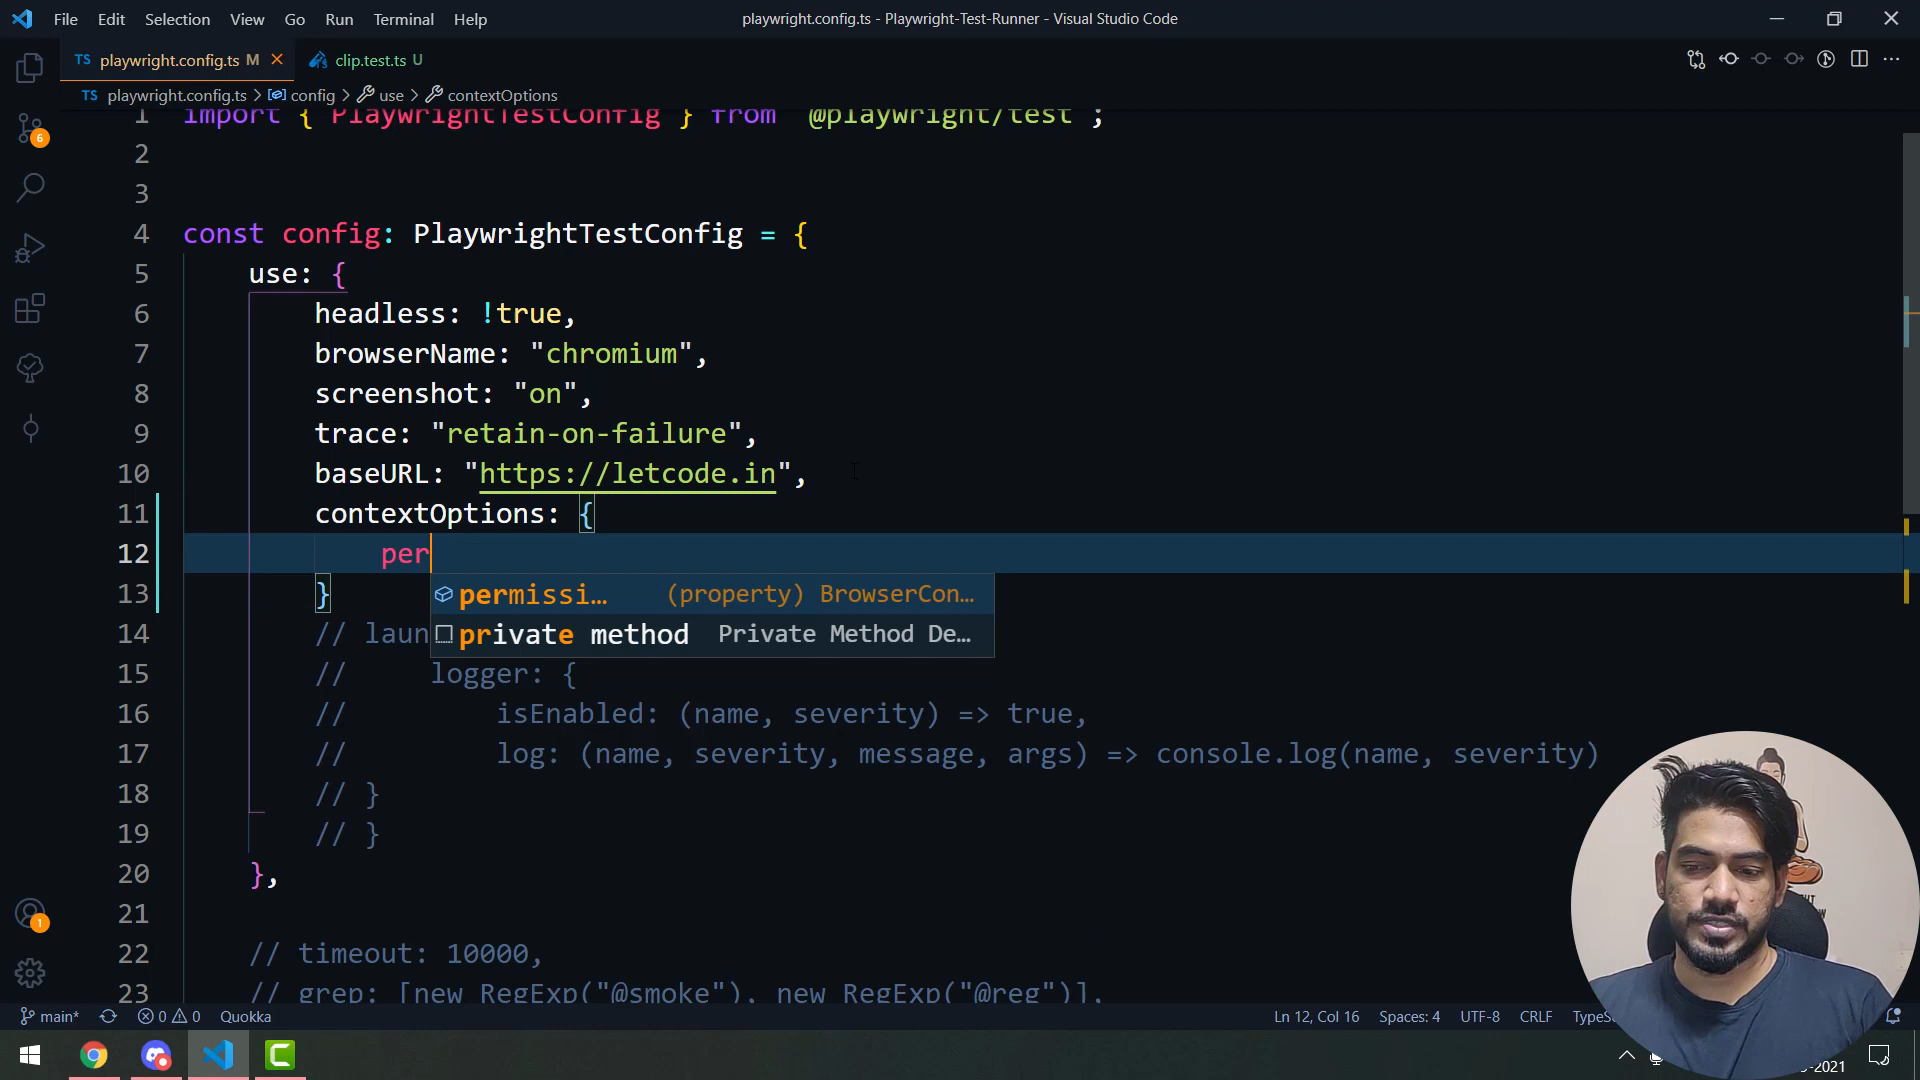 File Edit Selection View Go Run Terminal Help
playwright.config.ts - Playwright-Test-Runner - Visual Studio Code
TS playwright.config.ts M
clip.test.ts U
TS playwright.config.ts > config > use > contextOptions
1 import { PlaywrightTestConfig } from "@playwright/test";
2
3
4 const config: PlaywrightTestConfig = {
5 use: {
6 headless: !true,
7 browserName: "chromium",
8 screenshot: "on",
9 trace: "retain-on-failure",
10 baseURL: "https://letcode.in",
11 contextOptions: {
12 per
permissi… (property) BrowserCon…
13 }
private method Private Method De…
14 // laun
15 // logger: {
16 // isEnabled: (name, severity) => true,
17 // log: (name, severity, message, args) => console.log(name, severity)
18 // }
19 // }
20 },
21
22 // timeout: 10000,
23 // grep: [new RegExp("@smoke"), new RegExp("@reg")],
6
1
main* 0 0 Quokka
Ln 12, Col 16 Spaces: 4 UTF-8 CRLF
-2021